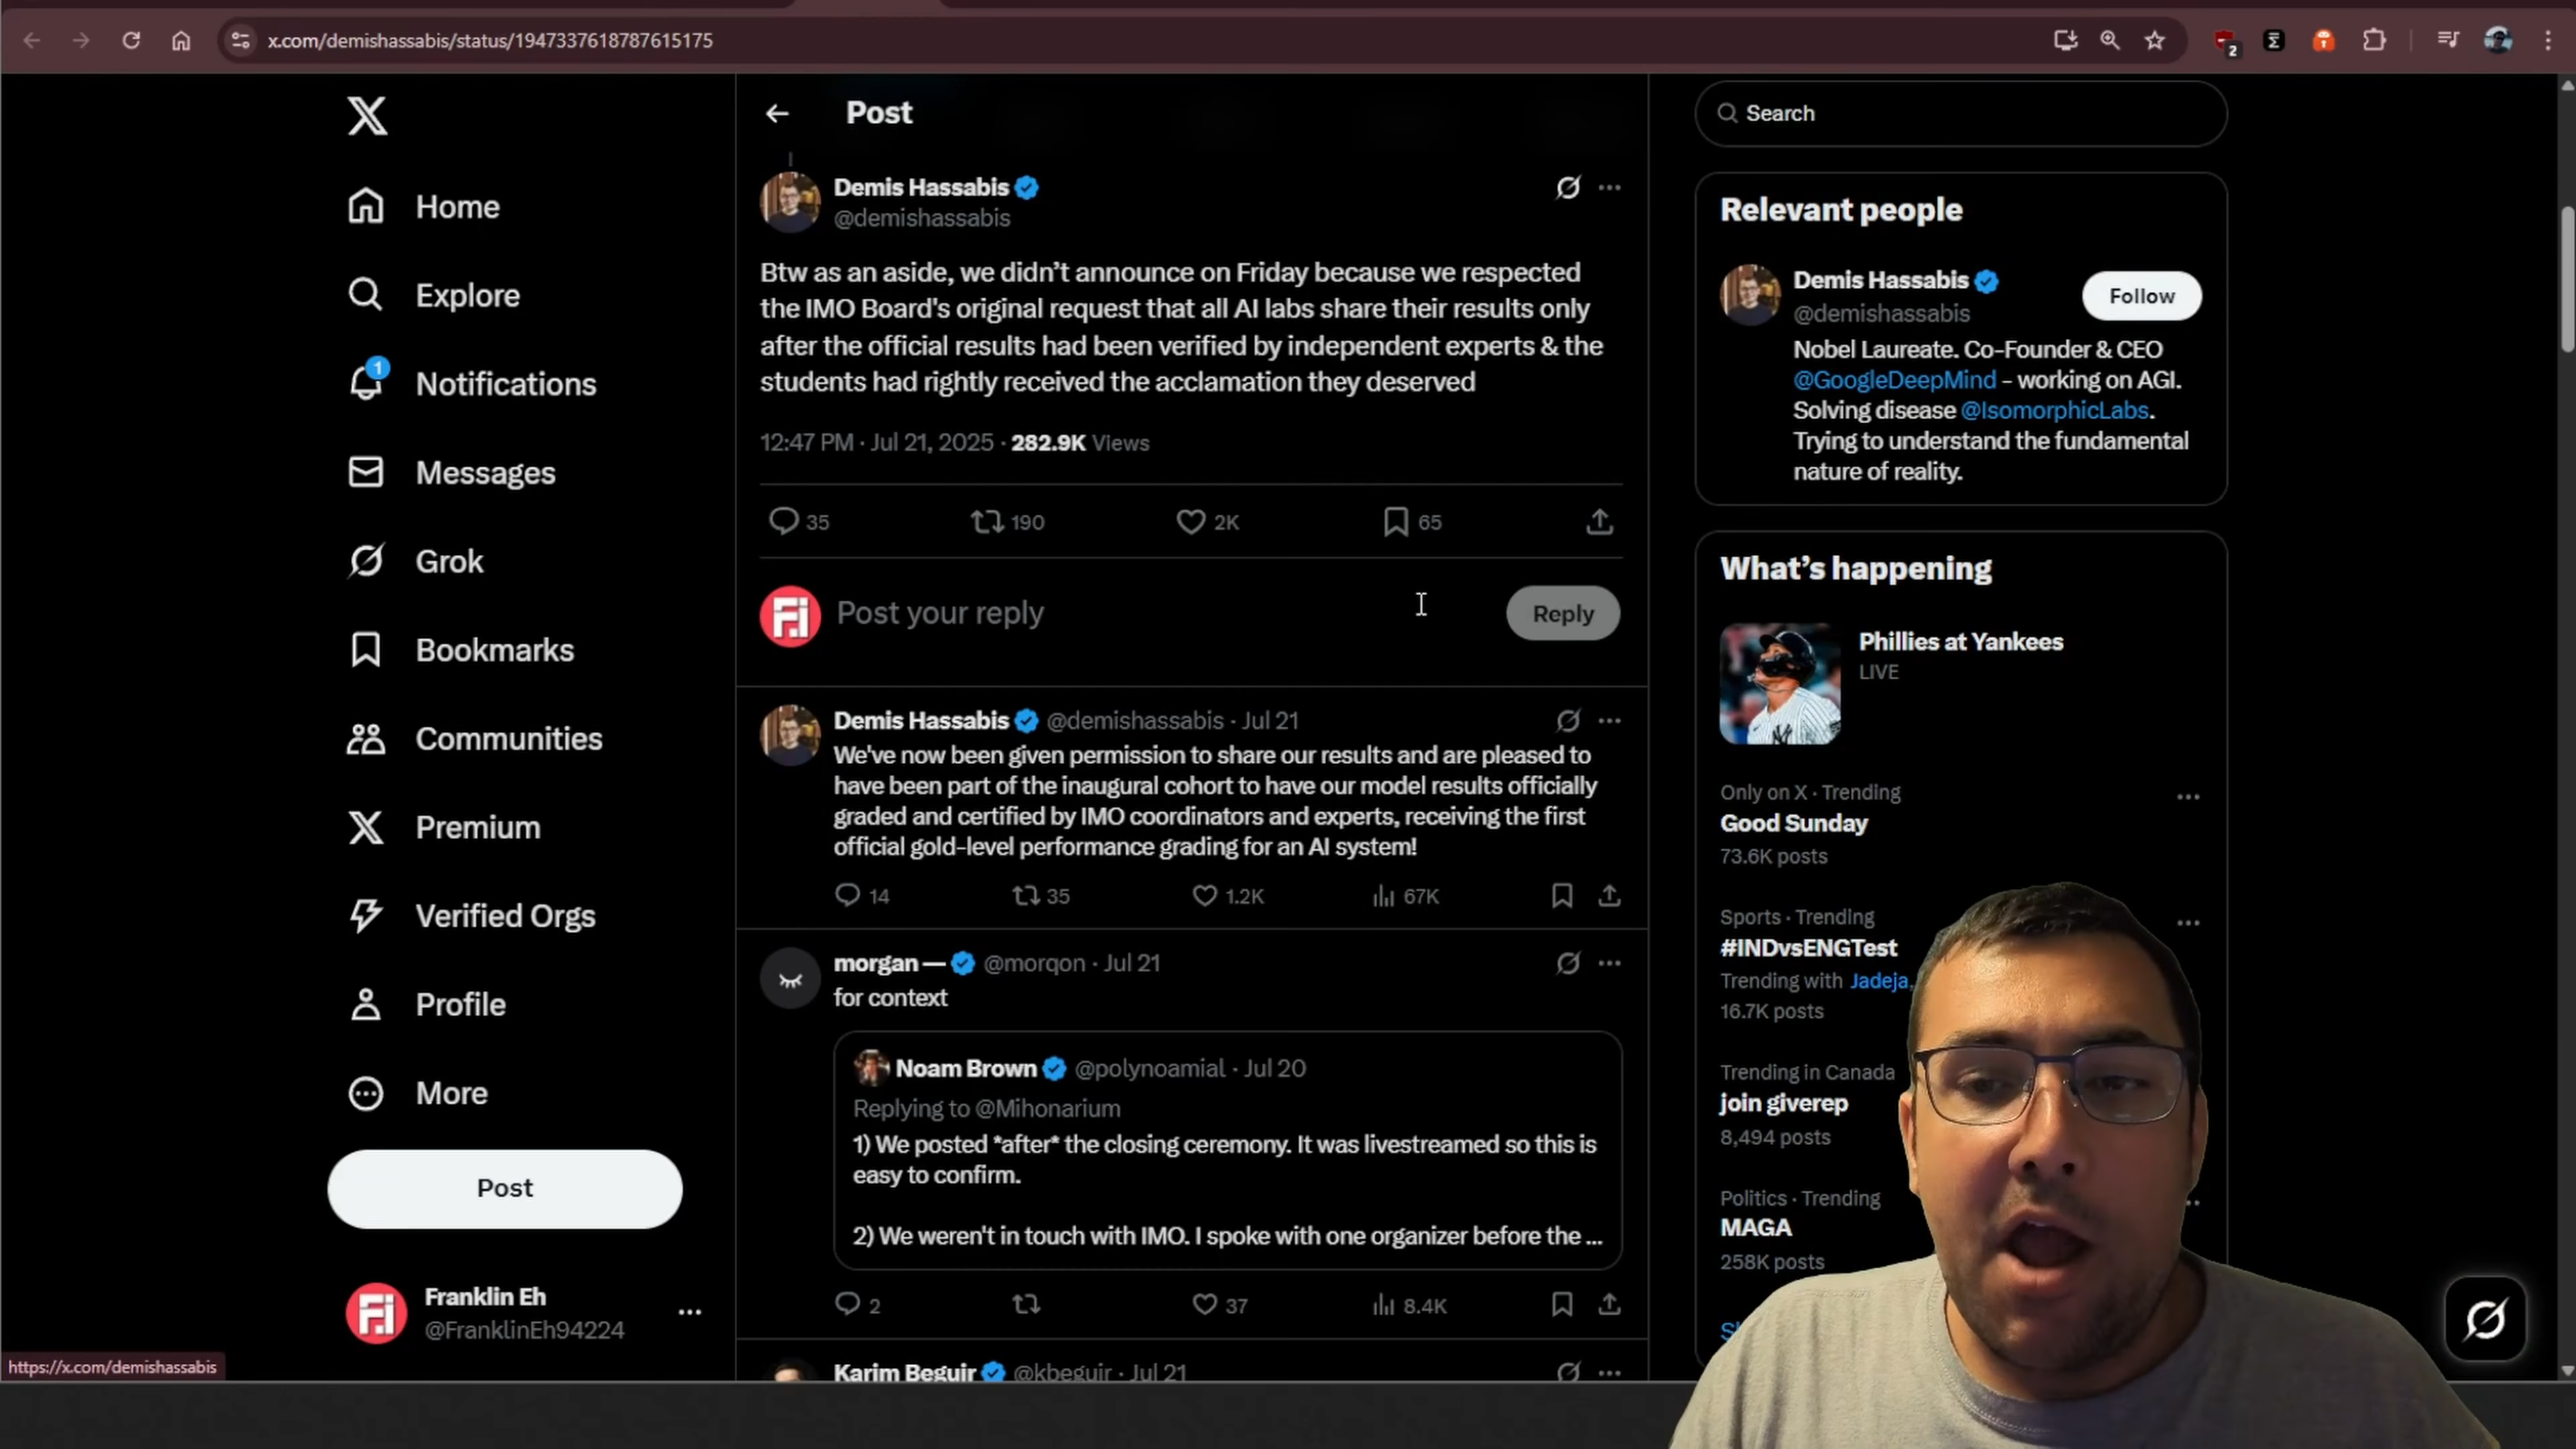 x.com/demishassabis/status/1947337618787615175
2
Home
Explore
1
Notifications
Messages
Grok
Bookmarks
Communities
Premium
Verified Orgs
Profile
More
Post
Franklin Eh
@FranklinEh94224
https://x.com/demishassabis
Post
Demis Hassabis
@demishassabis
Btw as an aside, we didn’t announce on Friday because we respected
the IMO Board's original request that all AI labs share their results only
after the official results had been verified by independent experts & the
students had rightly received the acclamation they deserved
12:47 PM · Jul 21, 2025 · 282.9K Views
35 190 2K 65
Post your reply
Reply
Demis Hassabis @demishassabis · Jul 21
We've now been given permission to share our results and are pleased to
have been part of the inaugural cohort to have our model results officially
graded and certified by IMO coordinators and experts, receiving the first
official gold-level performance grading for an AI system!
14 35 1.2K 67K
morgan — @morqon · Jul 21
for context
Noam Brown @polynoamial · Jul 20
Replying to @Mihonarium
1) We posted *after* the closing ceremony. It was livestreamed so this is
easy to confirm.
2) We weren't in touch with IMO. I spoke with one organizer before the ...
2 37 8.4K
Karim Beguir @kbeguir · Jul 21
Search
Relevant people
Demis Hassabis
@demishassabis
Follow
Nobel Laureate. Co-Founder & CEO
@GoogleDeepMind - working on AGI.
Solving disease @IsomorphicLabs.
Trying to understand the fundamental
nature of reality.
What’s happening
Phillies at Yankees
LIVE
Only on X · Trending
Good Sunday
73.6K posts
Sports · Trending
#INDvsENGTest
Trending with Jadeja,
16.7K posts
Trending in Canada
join giverep
8,494 posts
Politics · Trending
MAGA
258K posts